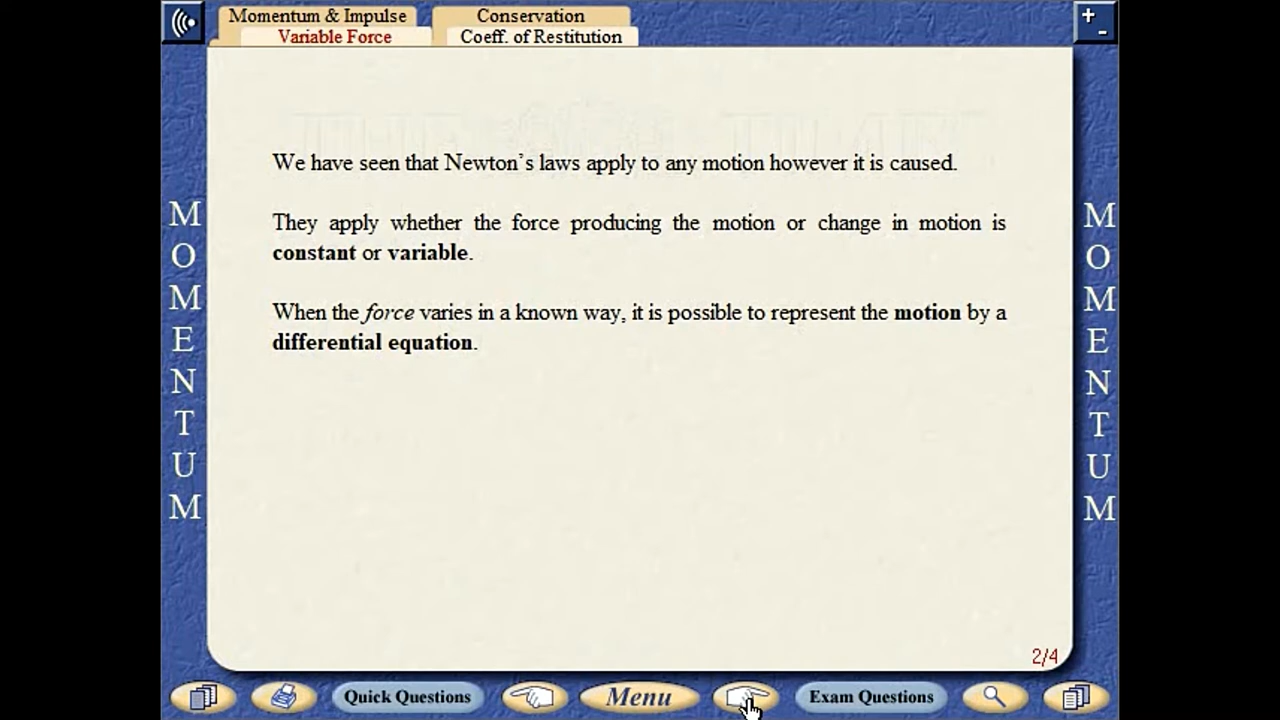 Momentum & Impulse
Conservation
Variable Force
Coeff. of Restitution
+
-
We have seen that Newton's laws apply to any motion however it is caused.
They apply whether the force producing the motion or change in motion is
constant or variable.
When the force varies in a known way, it is possible to represent the motion by a
differential equation.
MOMENTUM
MOMENTUM
2/4
Quick Questions
Menu
Exam Questions